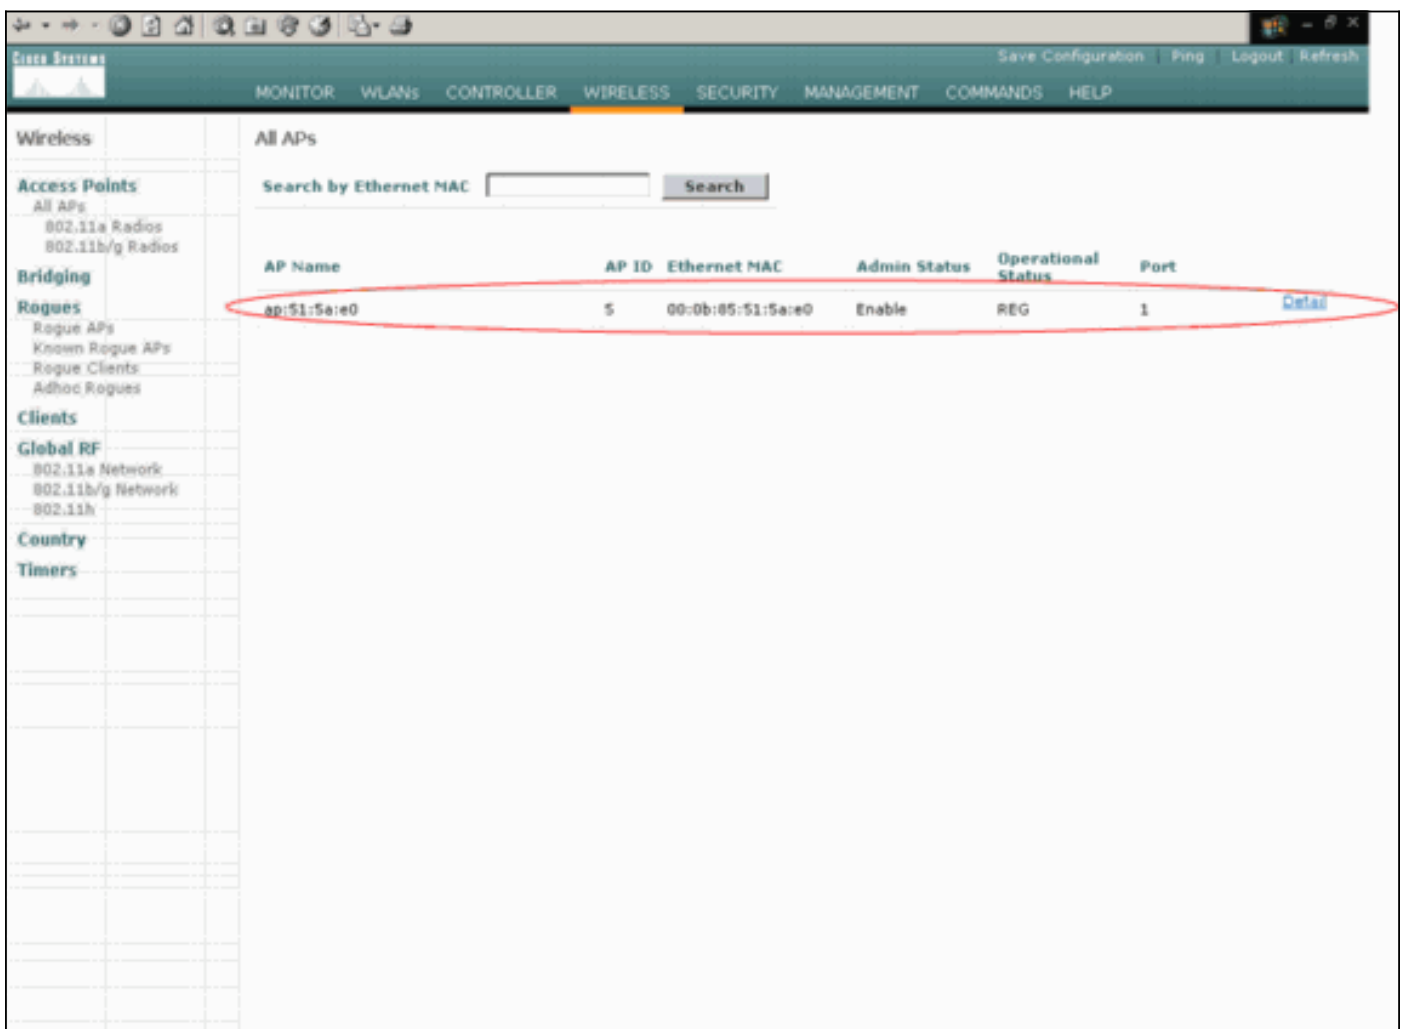 CISCO SYSTEMS
Save Configuration | Ping | Logout | Refresh
MONITOR WLANs CONTROLLER WIRELESS SECURITY MANAGEMENT COMMANDS HELP
Wireless
Access Points
All APs
802.11a Radios
802.11b/g Radios
Bridging
Rogues
Rogue APs
Known Rogue APs
Rogue Clients
Adhoc Rogues
Clients
Global RF
802.11a Network
802.11b/g Network
802.11h
Country
Timers
All APs
Search by Ethernet MAC Search
AP Name AP ID Ethernet MAC Admin Status Operational Status Port
ap:51:5a:e0 5 00:0b:85:51:5a:e0 Enable REG 1 Detail